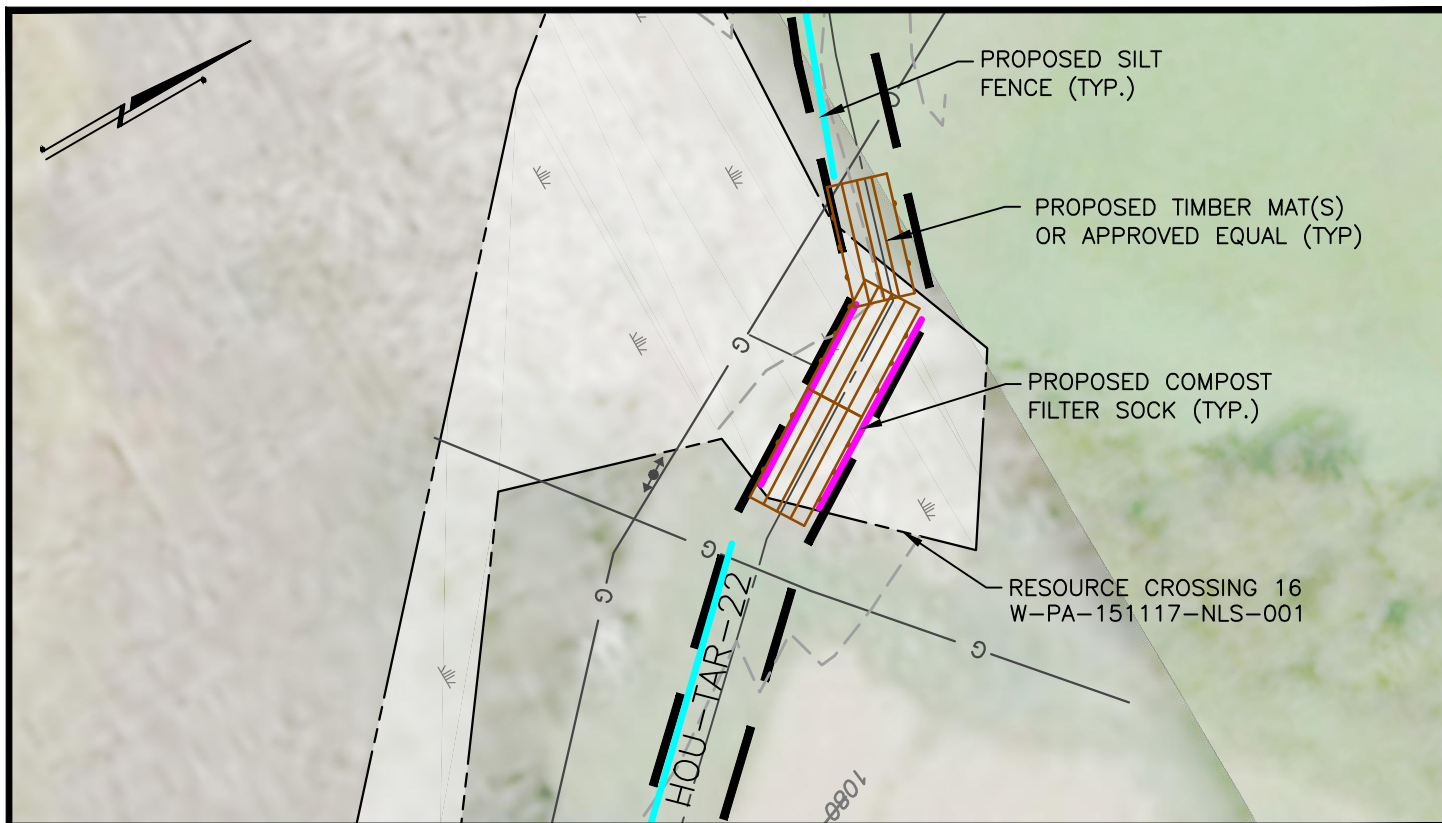 PROPOSED SILT
FENCE (TYP.)
G
PROPOSED TIMBER MAT(S)
OR APPROVED EQUAL (TYP)
G
PROPOSED COMPOST
FILTER SOCK (TYP.)
G
G
RESOURCE CROSSING 16
W-PA-151117-NLS-001
G
HOU-TAR-22
1080